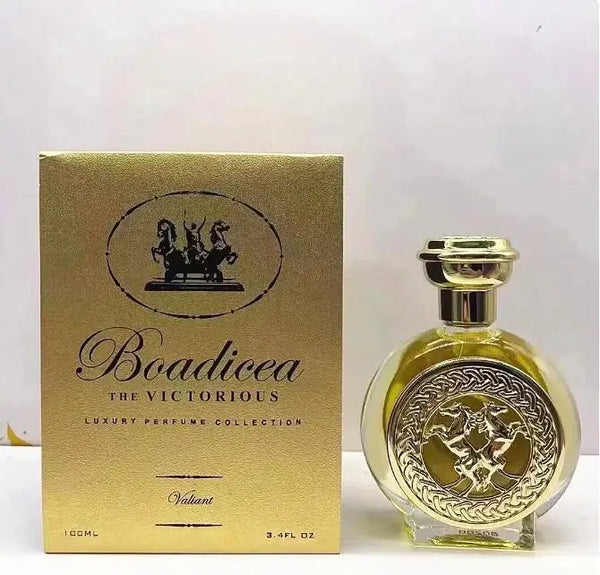 Boadicea
THE VICTORIOUS
LUXURY PERFUME COLLECTION
Valiant
100ML 3.4FL OZ